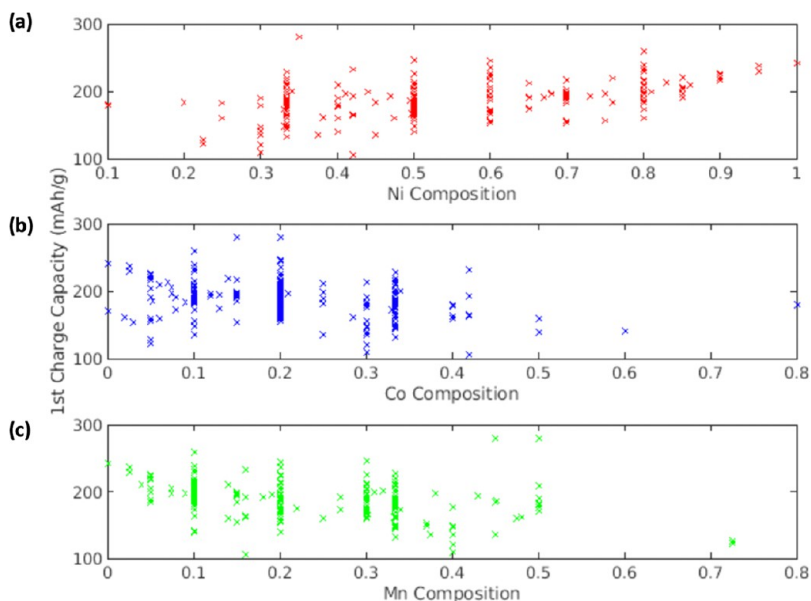 (a)
300
200
100
0.1 0.2 0.3 0.4 0.5 0.6 0.7 0.8 0.9 1
Ni Composition
1st Charge Capacity (mAh/g)
(b)
300
200
100
0 0.1 0.2 0.3 0.4 0.5 0.6 0.7 0.8
Co Composition
(c)
300
200
100
0 0.1 0.2 0.3 0.4 0.5 0.6 0.7 0.8
Mn Composition